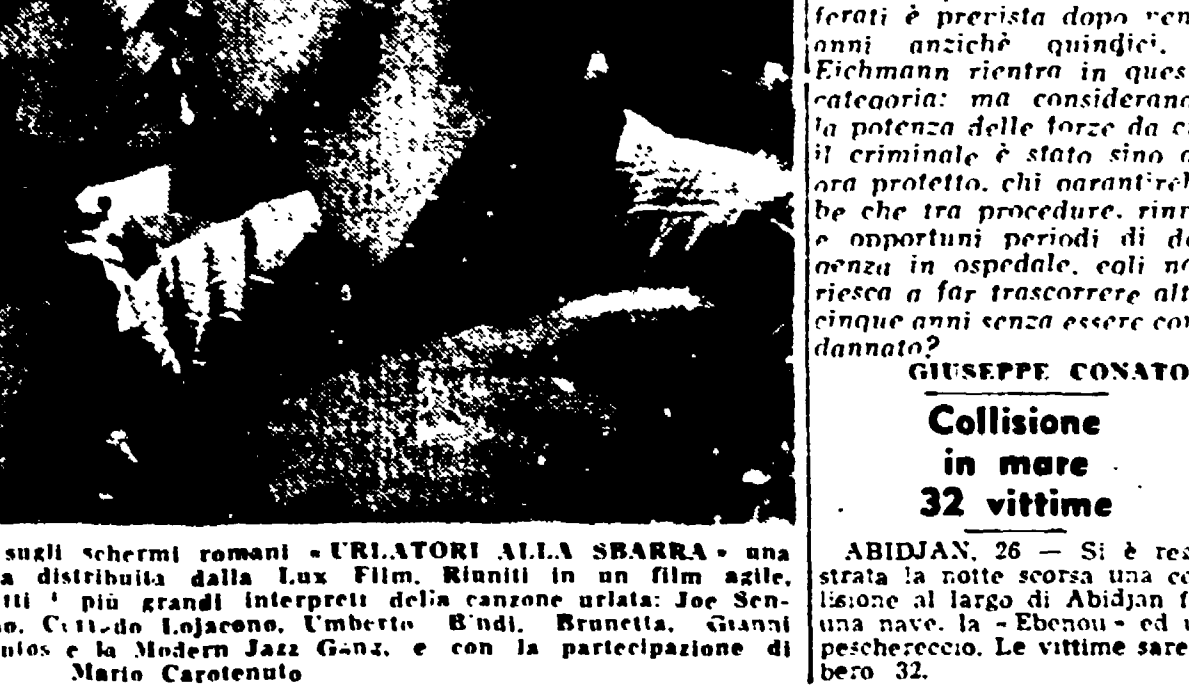 sugli schermi romani « URLATORI ALLA SBARRA » una
a distribuita dalla Lux Film. Riuniti in un film agile,
tti i più grandi interpreti della canzone urlata: Joe Sen-
o, Corrado Lojacono, Umberto Bindi, Brunetta, Gianni
e la Modern Jazz Gang, e con la partecipazione di
Mario Carotenuto
ferati è prevista dopo ven
anni anzichè quindici.
Eichmann rientra in ques
categoria: ma considerand
la potenza delle forze da c
il criminale è stato sino a
ora protetto, chi garantireb
be che tra procedure, rinv
e opportuni periodi di de
genza in ospedale, egli no
riesca a far trascorrere alt
cinque anni senza essere con
dannato?
GIUSEPPE CONATO
Collisione
in mare
32 vittime
ABIDJAN, 26 — Si è res
strata la notte scorsa una co
lisione al largo di Abidjan f
una nave, la « Ebenou » ed u
peschereccio. Le vittime sare
bero 32.